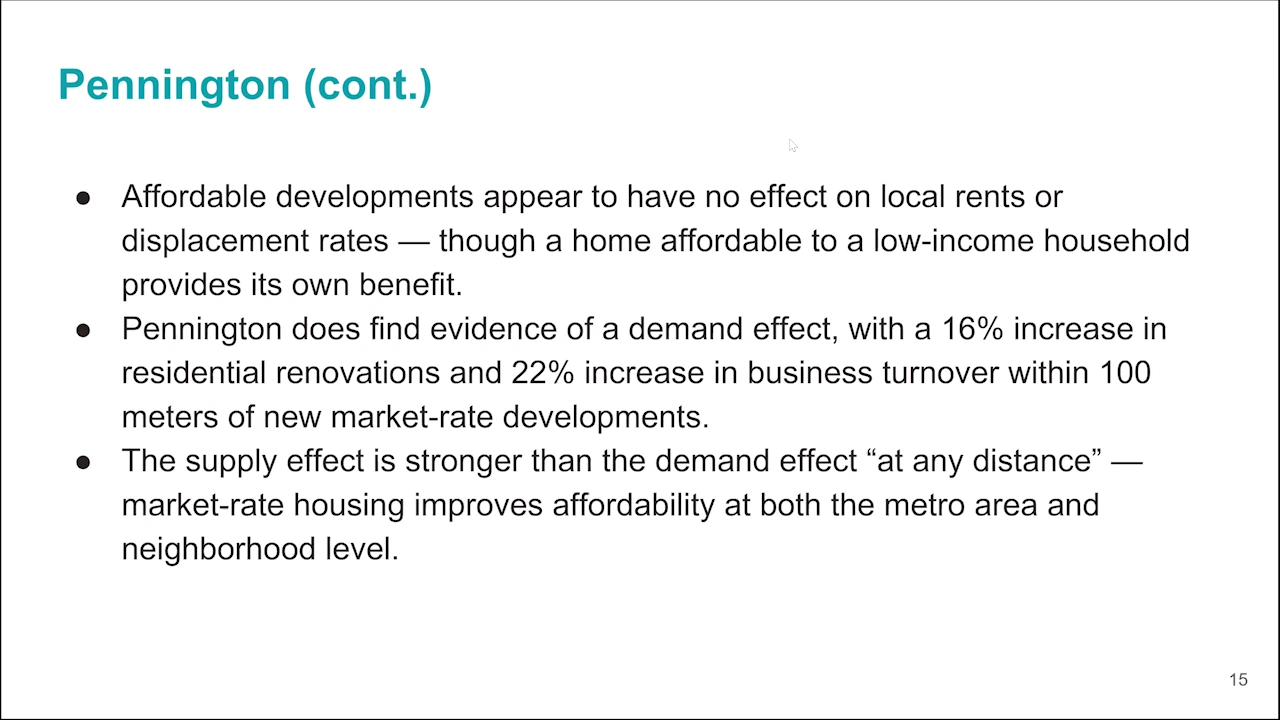 Pennington (cont.)
● Affordable developments appear to have no effect on local rents or
displacement rates — though a home affordable to a low-income household
provides its own benefit.
● Pennington does find evidence of a demand effect, with a 16% increase in
residential renovations and 22% increase in business turnover within 100
meters of new market-rate developments.
● The supply effect is stronger than the demand effect “at any distance” —
market-rate housing improves affordability at both the metro area and
neighborhood level.
15